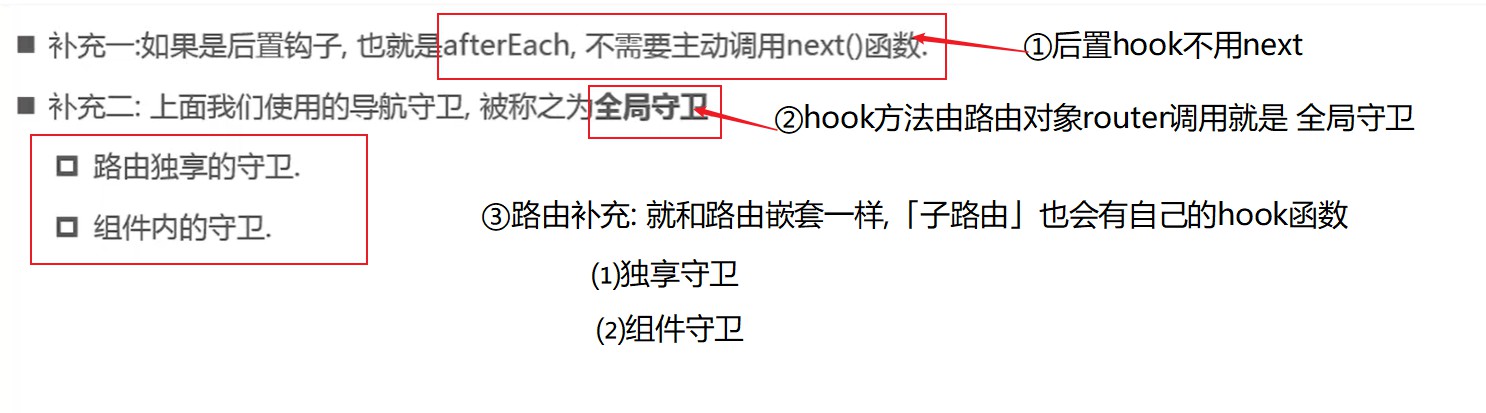 ■ 补充一:如果是后置钩子, 也就是afterEach, 不需要主动调用next()函数.
①后置hook不用next
■ 补充二: 上面我们使用的导航守卫, 被称之为全局守卫
②hook方法由路由对象router调用就是 全局守卫
路由独享的守卫.
组件内的守卫.
③路由补充: 就和路由嵌套一样,「子路由」也会有自己的hook函数
⑴独享守卫
⑵组件守卫